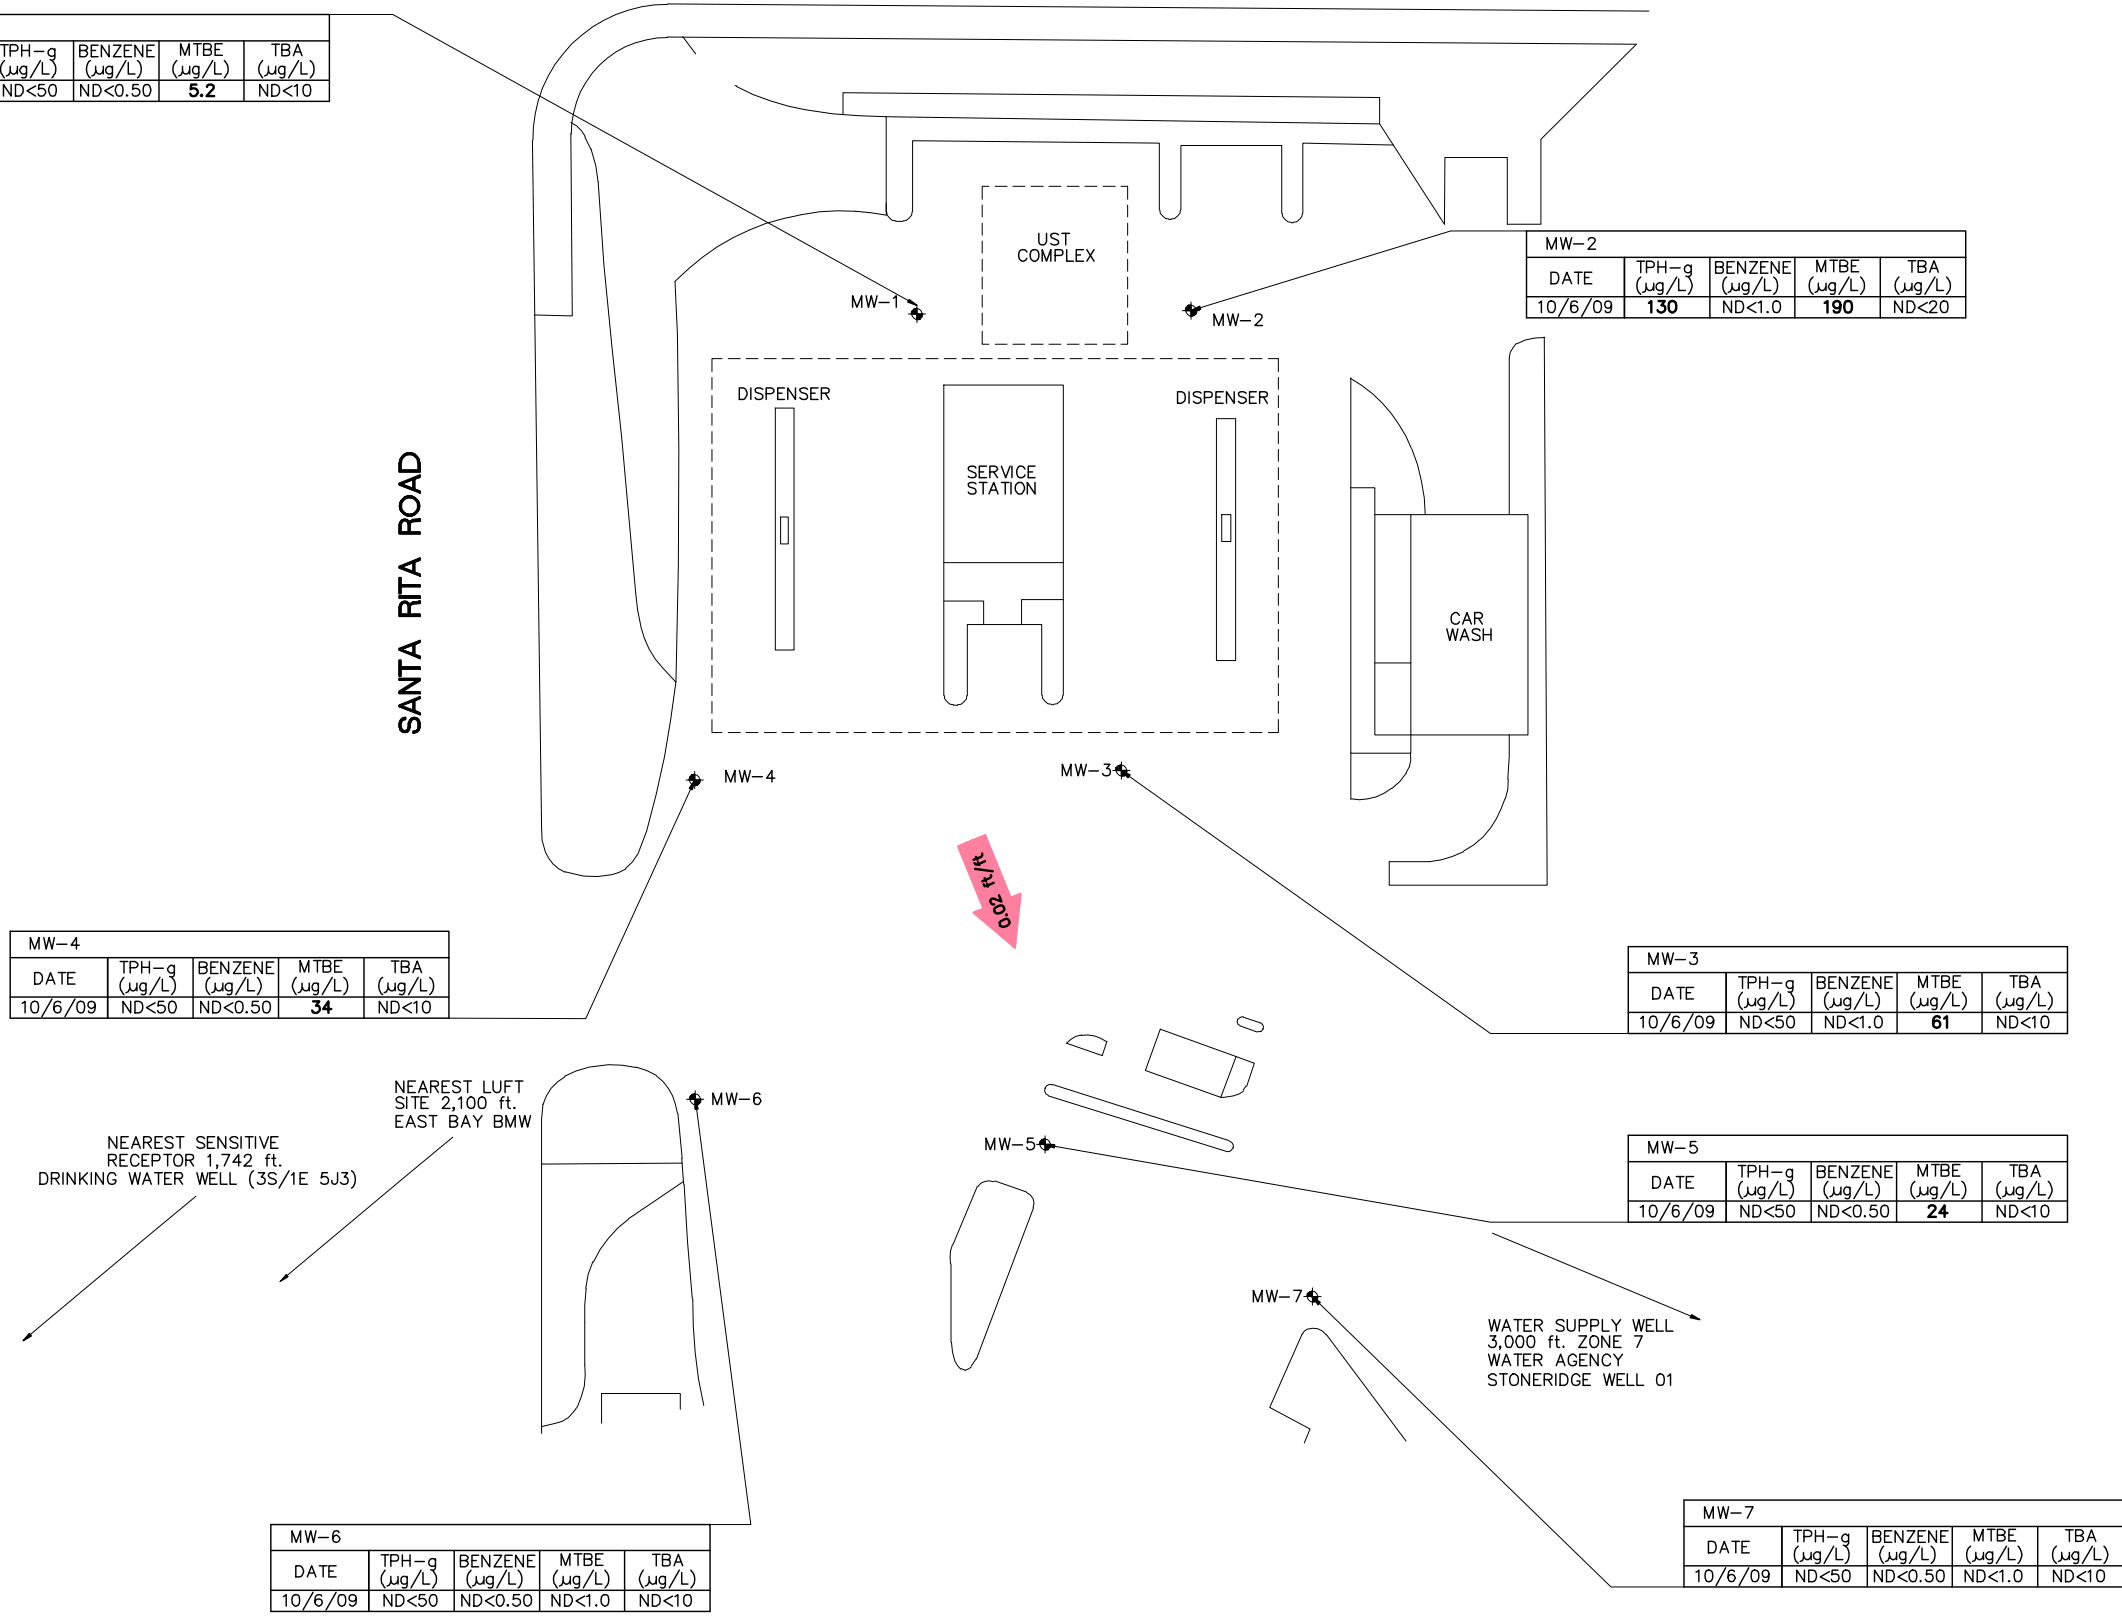 TPH-g BENZENE MTBE TBA
(µg/L) (µg/L) (µg/L) (µg/L)
ND<50 ND<0.50 5.2 ND<10
UST
COMPLEX
MW-1
MW-2
MW-2
DATE TPH-g (µg/L) BENZENE (µg/L) MTBE (µg/L) TBA (µg/L)
10/6/09 130 ND<1.0 190 ND<20
DISPENSER
DISPENSER
SERVICE
STATION
SANTA RITA ROAD
CAR
WASH
MW-4
MW-3
0.02 ft/ft
MW-4
DATE TPH-g (µg/L) BENZENE (µg/L) MTBE (µg/L) TBA (µg/L)
10/6/09 ND<50 ND<0.50 34 ND<10
MW-3
DATE TPH-g (µg/L) BENZENE (µg/L) MTBE (µg/L) TBA (µg/L)
10/6/09 ND<50 ND<1.0 61 ND<10
NEAREST LUFT
SITE 2,100 ft.
EAST BAY BMW
MW-6
NEAREST SENSITIVE
RECEPTOR 1,742 ft.
DRINKING WATER WELL (3S/1E 5J3)
MW-5
MW-5
DATE TPH-g (µg/L) BENZENE (µg/L) MTBE (µg/L) TBA (µg/L)
10/6/09 ND<50 ND<0.50 24 ND<10
MW-7
WATER SUPPLY WELL
3,000 ft. ZONE 7
WATER AGENCY
STONERIDGE WELL 01
MW-6
DATE TPH-g (µg/L) BENZENE (µg/L) MTBE (µg/L) TBA (µg/L)
10/6/09 ND<50 ND<0.50 ND<1.0 ND<10
MW-7
DATE TPH-g (µg/L) BENZENE (µg/L) MTBE (µg/L) TBA (µg/L)
10/6/09 ND<50 ND<0.50 ND<1.0 ND<10